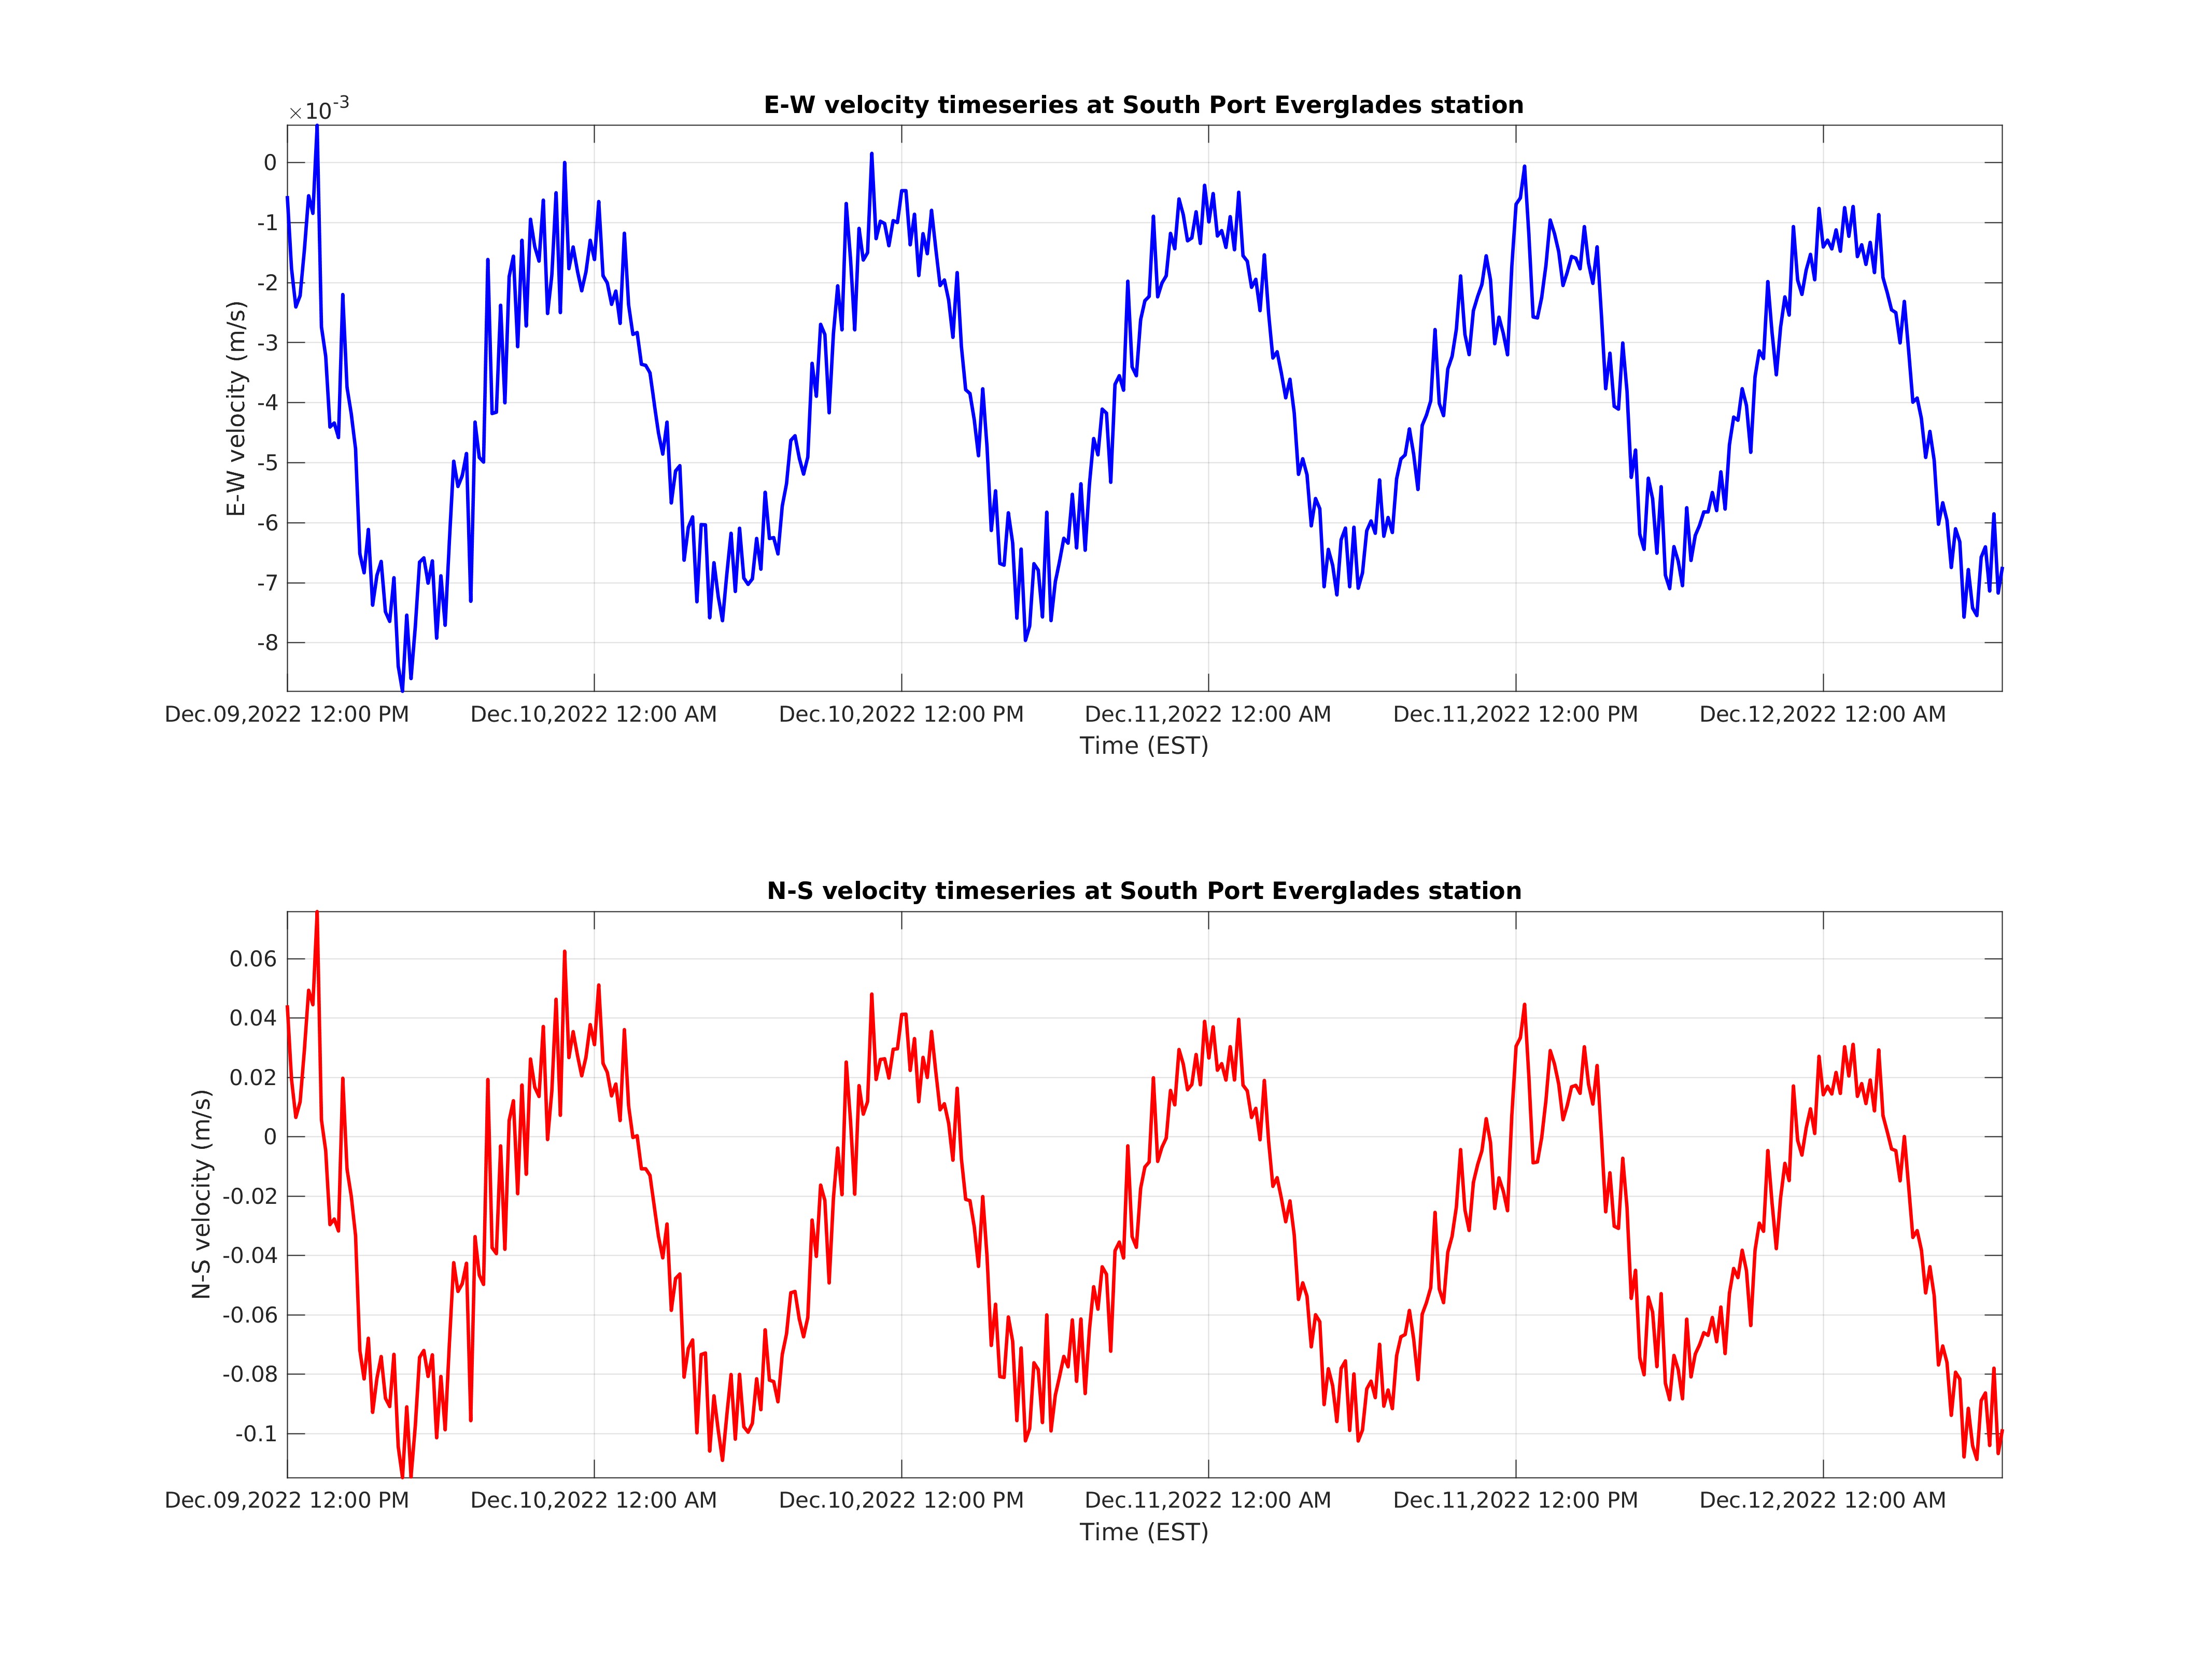 ×10-3
E-W velocity timeseries at South Port Everglades station
0
-1
-2
-3
-4
-5
-6
-7
-8
E-W velocity (m/s)
Dec.09,2022 12:00 PM Dec.10,2022 12:00 AM Dec.10,2022 12:00 PM Dec.11,2022 12:00 AM Dec.11,2022 12:00 PM Dec.12,2022 12:00 AM
Time (EST)
N-S velocity timeseries at South Port Everglades station
0.06
0.04
0.02
0
-0.02
-0.04
-0.06
-0.08
-0.1
N-S velocity (m/s)
Dec.09,2022 12:00 PM Dec.10,2022 12:00 AM Dec.10,2022 12:00 PM Dec.11,2022 12:00 AM Dec.11,2022 12:00 PM Dec.12,2022 12:00 AM
Time (EST)